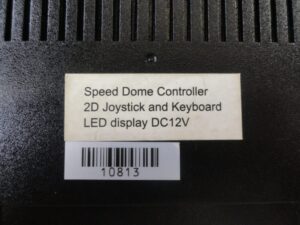 Speed Dome Controller
2D Joystick and Keyboard
LED display DC12V
10813